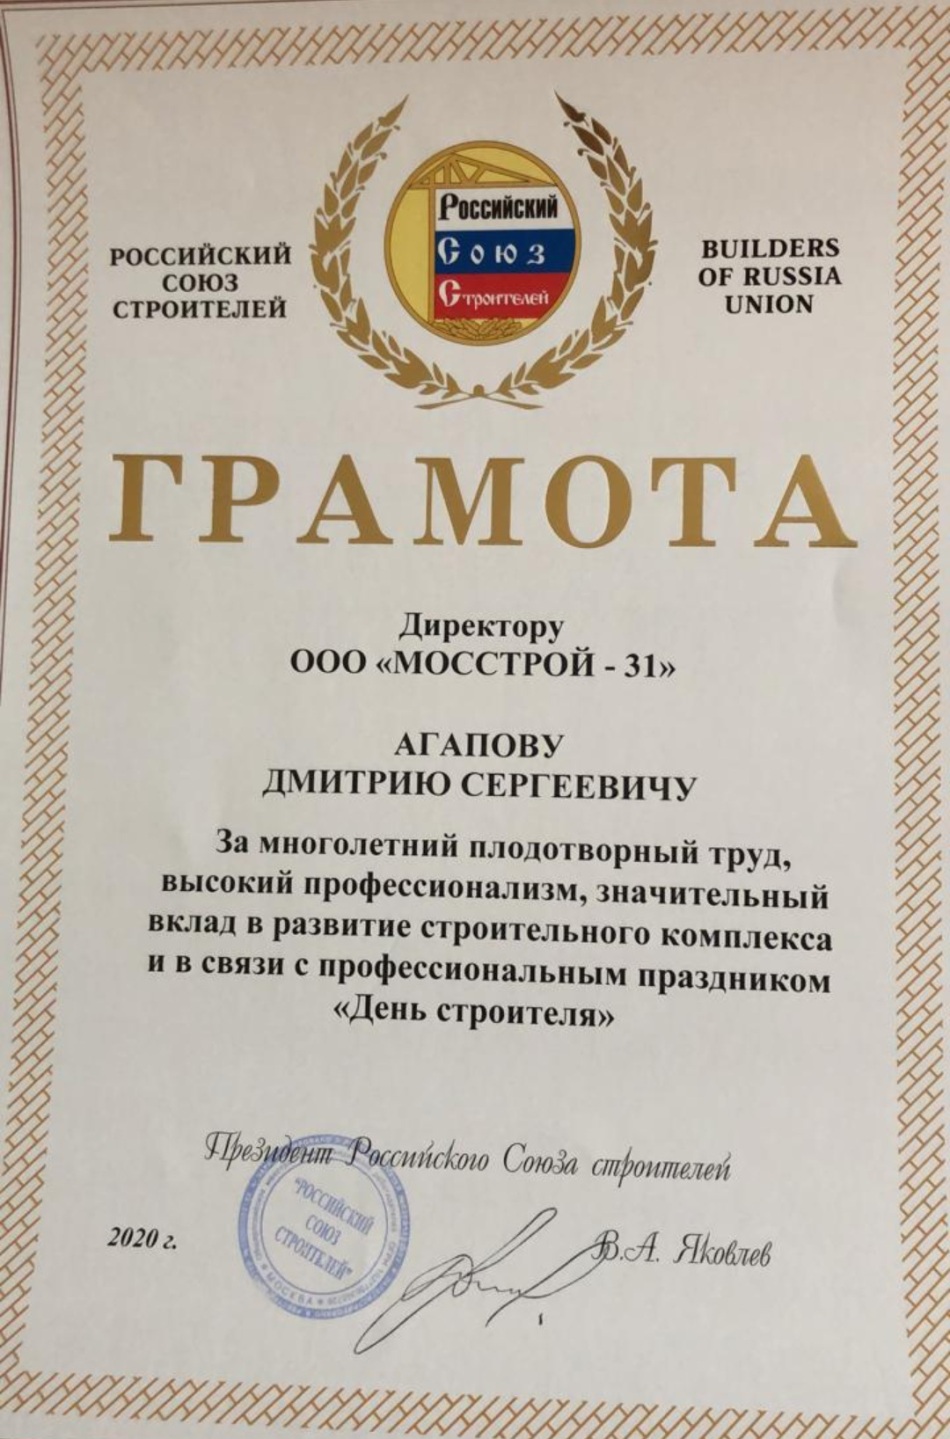 РОССИЙСКИЙ
СОЮЗ
СТРОИТЕЛЕЙ
Российский
Союз
Строителей
BUILDERS
OF RUSSIA
UNION
ГРАМОТА
Директору
ООО «МОССТРОЙ - 31»
АГАПОВУ
ДМИТРИЮ СЕРГЕЕВИЧУ
За многолетний плодотворный труд,
высокий профессионализм, значительный
вклад в развитие строительного комплекса
и в связи с профессиональным праздником
«День строителя»
Президент Российского Союза строителей
"РОССИЙСКИЙ
СОЮЗ
СТРОИТЕЛЕЙ"
МОСКВА
2020 г.
В.А. Яковлев